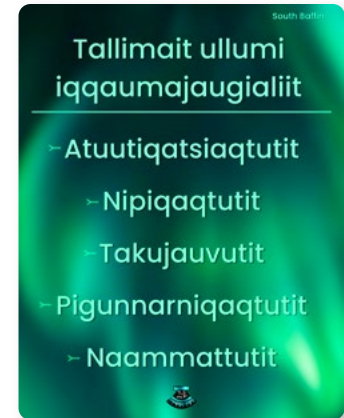 South Baffin
Tallimait ullumi
iqqaumajaugialiit
Atuutiqatsiaqtutit
Nipiqaqtutit
Takujauvutit
Pigunnarniqaqtutit
Naammattutit